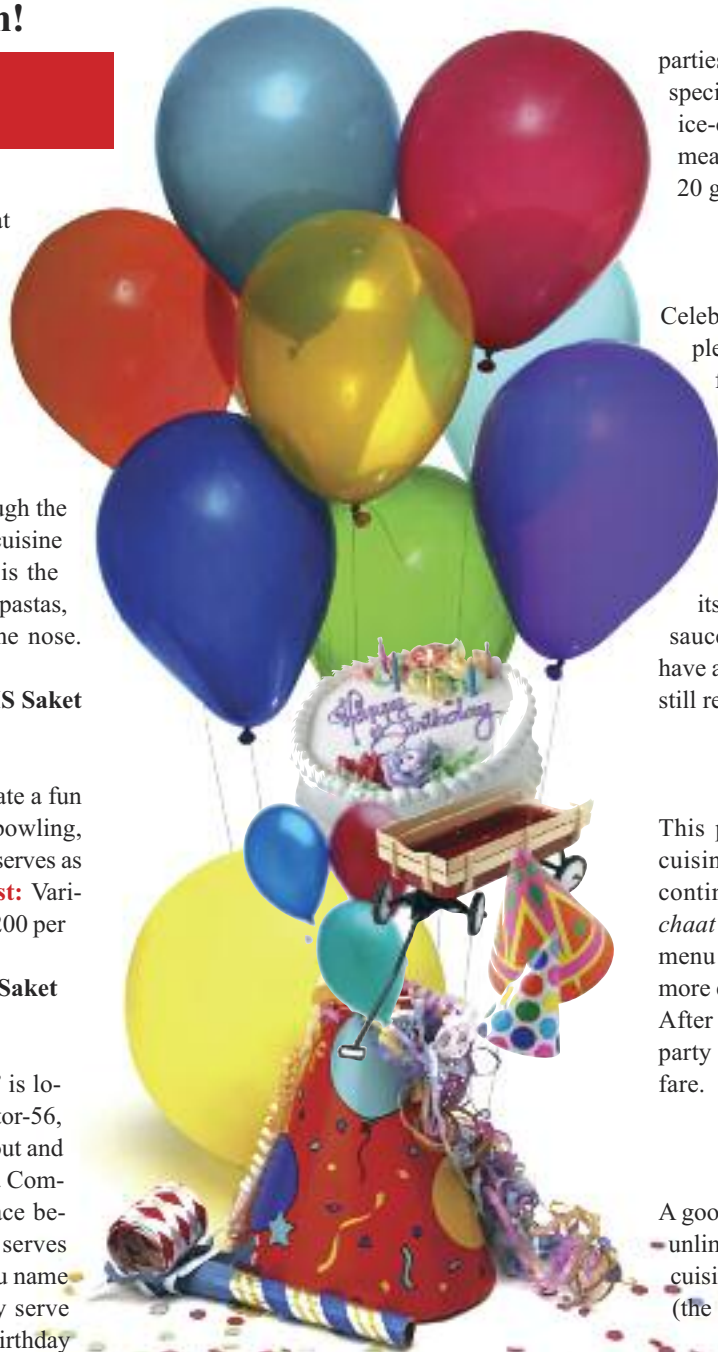 n!
at
ugh the
cuisine
is the
pastas,
ne nose.
IS Saket
ate a fun
bowling,
serves as
st: Vari-
200 per
Saket
is lo-
tor-56,
out and
Com-
ace be-
serves
u name
y serve
irthday
Happy
Birthday
parties
speci
ice-c
mea
20 g
Celeb
ple
f
its
sauce
have a
still re
This p
cuisin
contin
chaat
menu
more o
After
party
fare.
A goo
unlin
cuisi
(the